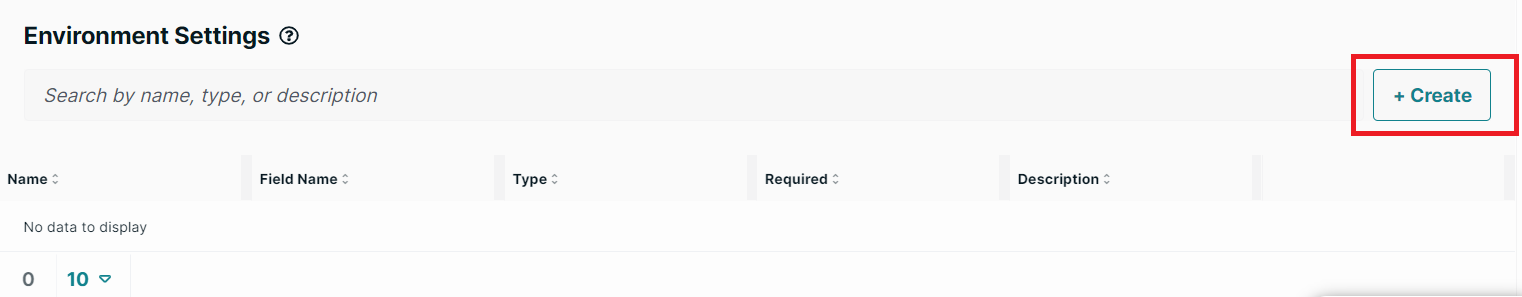 Environment Settings ?
Search by name, type, or description
+ Create
Name Field Name Type Required Description
No data to display
0 10